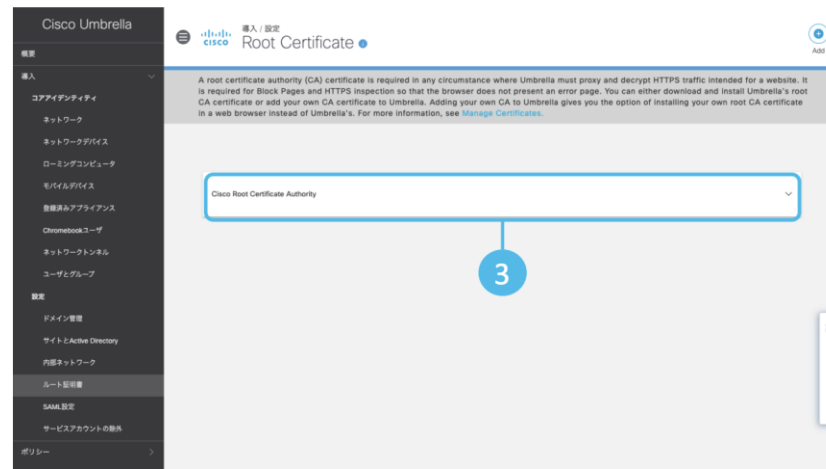 Cisco Umbrella
概要
導入
コアアイデンティティ
ネットワーク
ネットワークデバイス
ローミングコンピュータ
モバイルデバイス
登録済みアプライアンス
Chromebookユーザ
ネットワークトンネル
ユーザとグループ
設定
ドメイン管理
サイトとActive Directory
内部ネットワーク
ルート証明書
SAML設定
サービスアカウントの除外
ポリシー
cisco
導入 / 設定
Root Certificate
Add
A root certificate authority (CA) certificate is required in any circumstance where Umbrella must proxy and decrypt HTTPS traffic intended for a website. It
is required for Block Pages and HTTPS inspection so that the browser does not present an error page. You can either download and install Umbrella's root
CA certificate or add your own CA certificate to Umbrella. Adding your own CA to Umbrella gives you the option of installing your own root CA certificate
in a web browser instead of Umbrella's. For more information, see Manage Certificates.
Cisco Root Certificate Authority
3